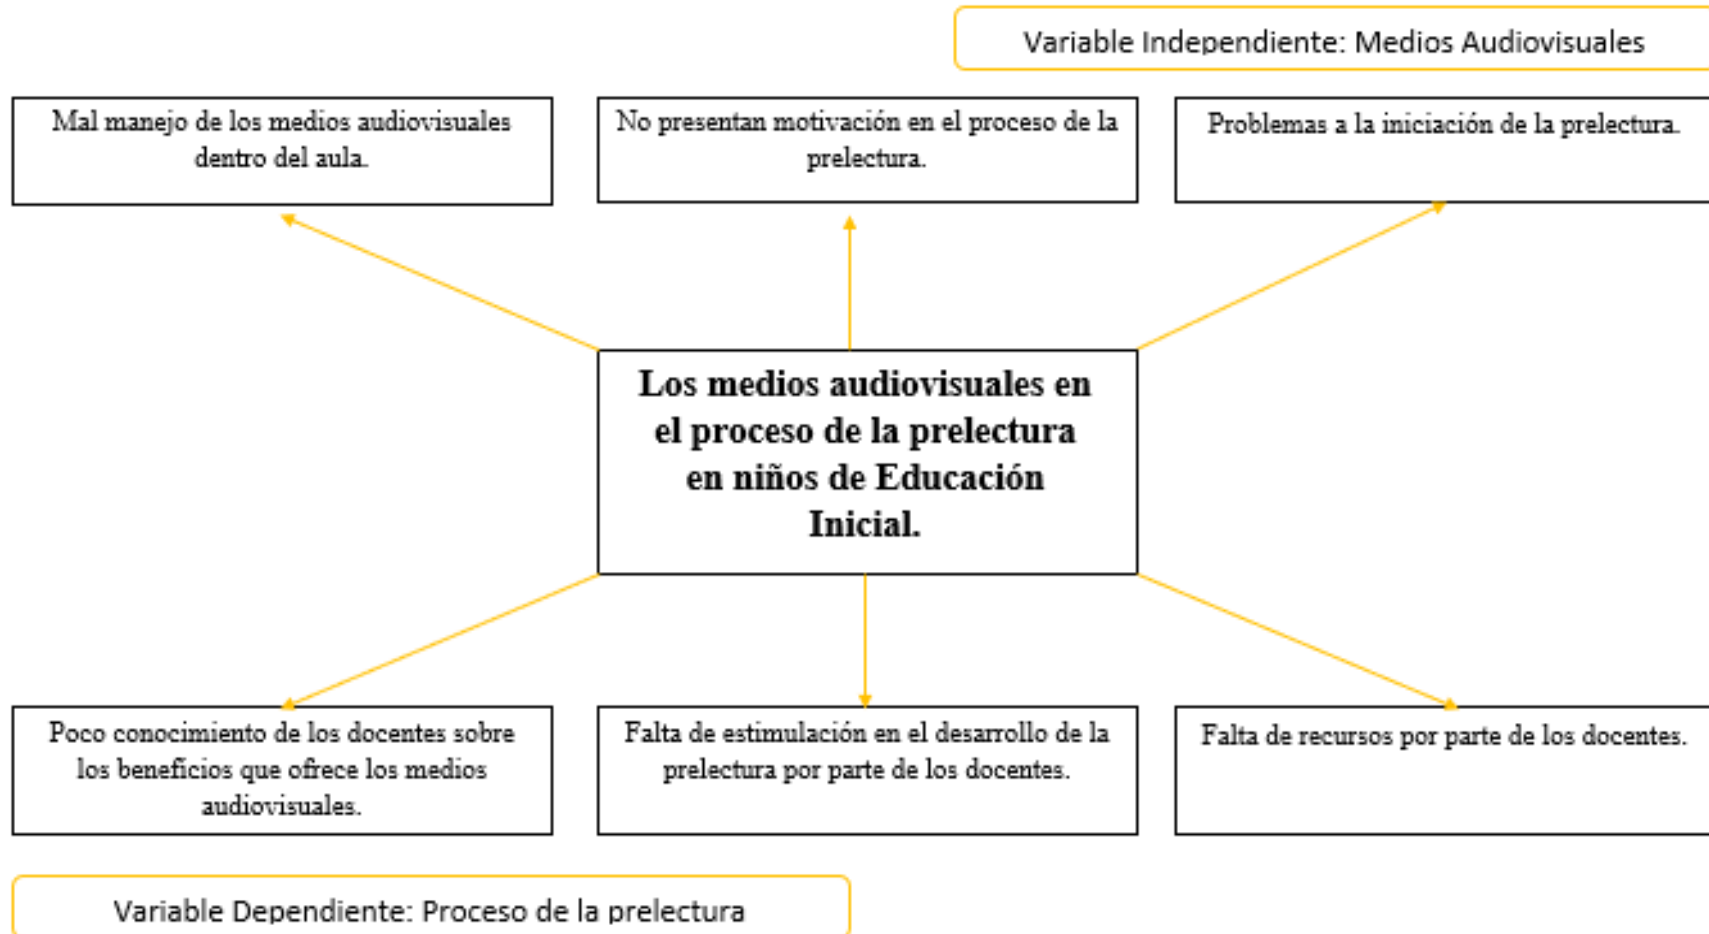 Variable Independiente: Medios Audiovisuales
Mal manejo de los medios audiovisuales
dentro del aula.
No presentan motivación en el proceso de la
prelectura.
Problemas a la iniciación de la prelectura.
Los medios audiovisuales en
el proceso de la prelectura
en niños de Educación
Inicial.
Poco conocimiento de los docentes sobre
los beneficios que ofrece los medios
audiovisuales.
Falta de estimulación en el desarrollo de la
prelectura por parte de los docentes.
Falta de recursos por parte de los docentes.
Variable Dependiente: Proceso de la prelectura